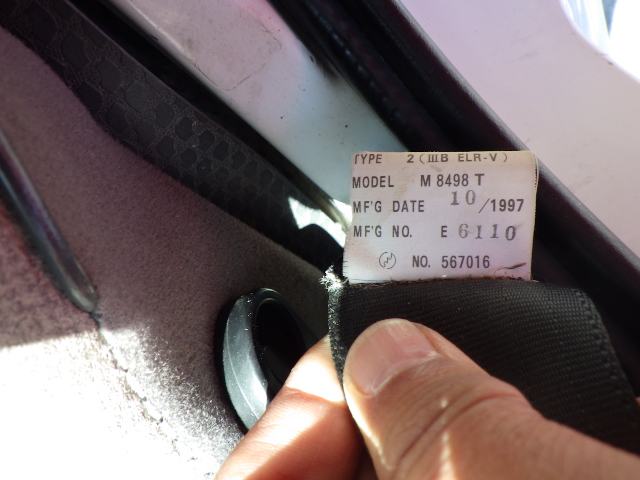 TYPE 2 (ⅢB ELR-V)
MODEL M 8498 T
MF'G DATE 10/1997
MF'G NO. E 6110
NO. 567016